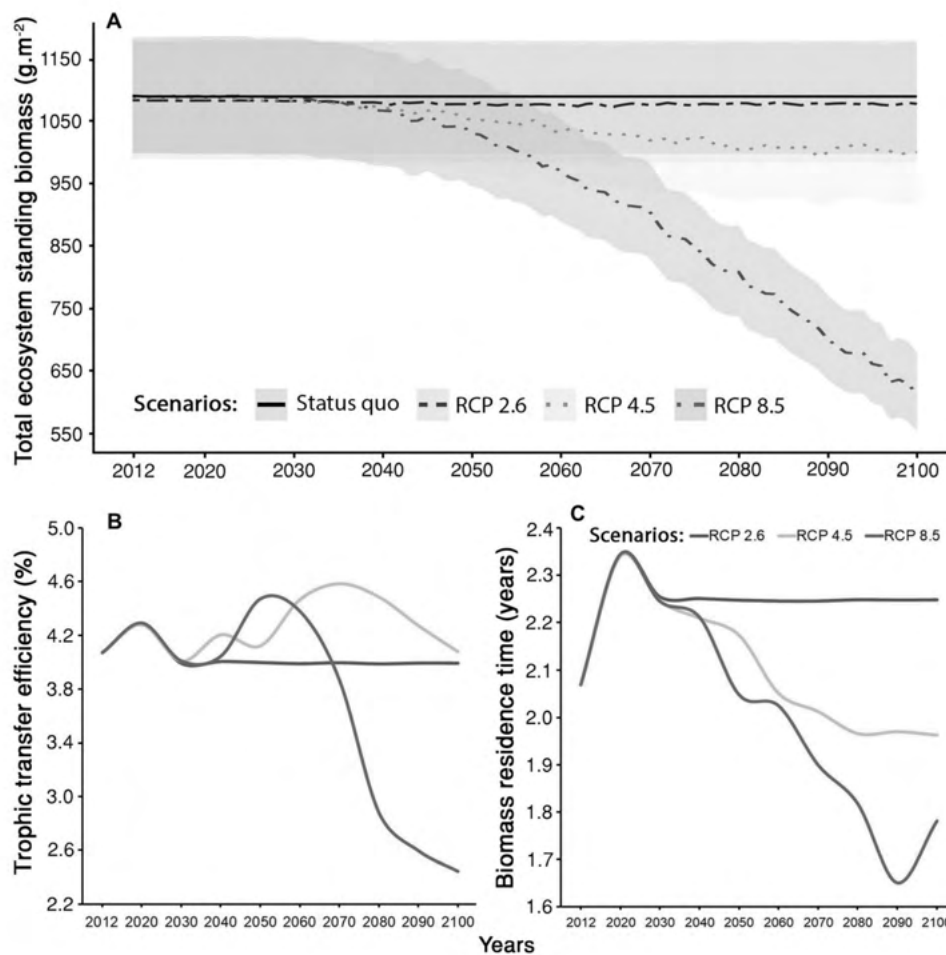 A
Total ecosystem standing biomass (g.m-2)
1150
1050
950
850
750
650
550
Scenarios: Status quo RCP 2.6 RCP 4.5 RCP 8.5
2012 2020 2030 2040 2050 2060 2070 2080 2090 2100
B
Trophic transfer efficiency (%)
5.0
4.6
4.2
3.8
3.4
3.0
2.6
2.2
2012 2020 2030 2040 2050 2060 2070 2080 2090 2100
C
Scenarios: RCP 2.6 RCP 4.5 RCP 8.5
Biomass residence time (years)
2.4
2.3
2.2
2.1
2.0
1.9
1.8
1.7
1.6
2012 2020 2030 2040 2050 2060 2070 2080 2090 2100
Years